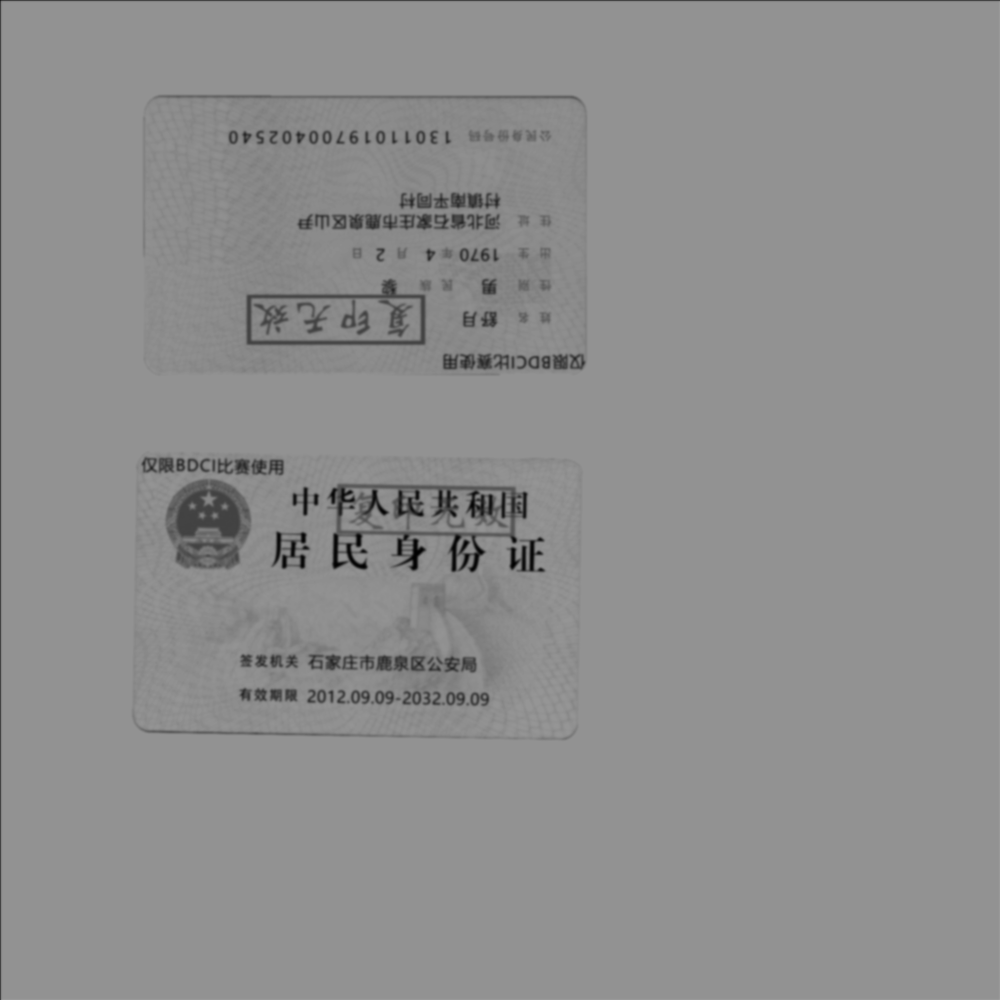 仅限BDCI比赛使用
姓名 舒月
复印无效
性别 男 民族 黎
出生 1970 年 4 月 2 日
住址 河北省石家庄市鹿泉区山尹
村镇南平同村
公民身份号码 13011019700402540
仅限BDCI比赛使用
中华人民共和国
复印无效
居民身份证
签发机关 石家庄市鹿泉区公安局
有效期限 2012.09.09-2032.09.09